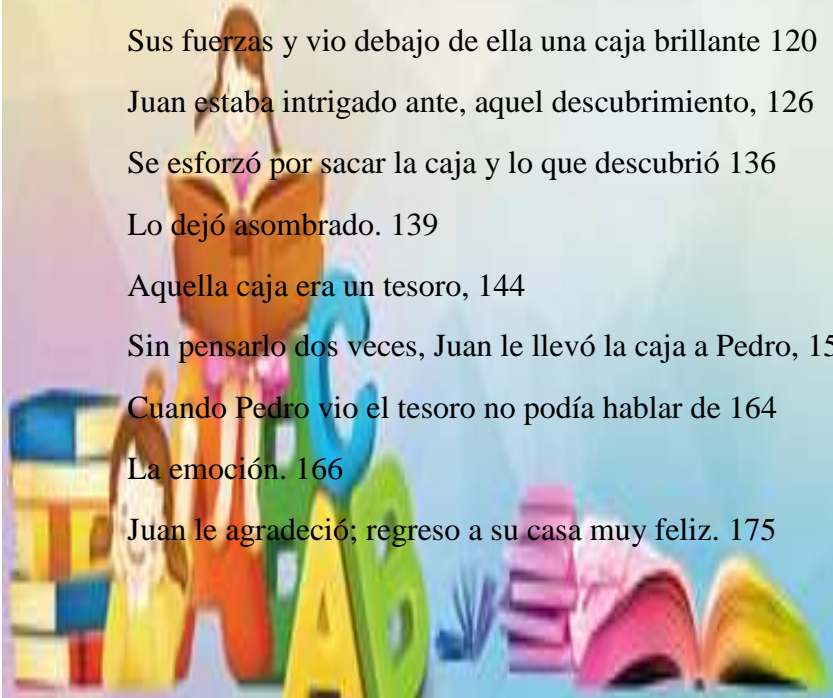 Sus fuerzas y vio debajo de ella una caja brillante 120
Juan estaba intrigado ante, aquel descubrimiento, 126
Se esforzó por sacar la caja y lo que descubrió 136
Lo dejó asombrado. 139
Aquella caja era un tesoro, 144
Sin pensarlo dos veces, Juan le llevó la caja a Pedro,
Cuando Pedro vio el tesoro no podía hablar de 164
La emoción. 166
Juan le agradeció; regreso a su casa muy feliz. 175
A B C